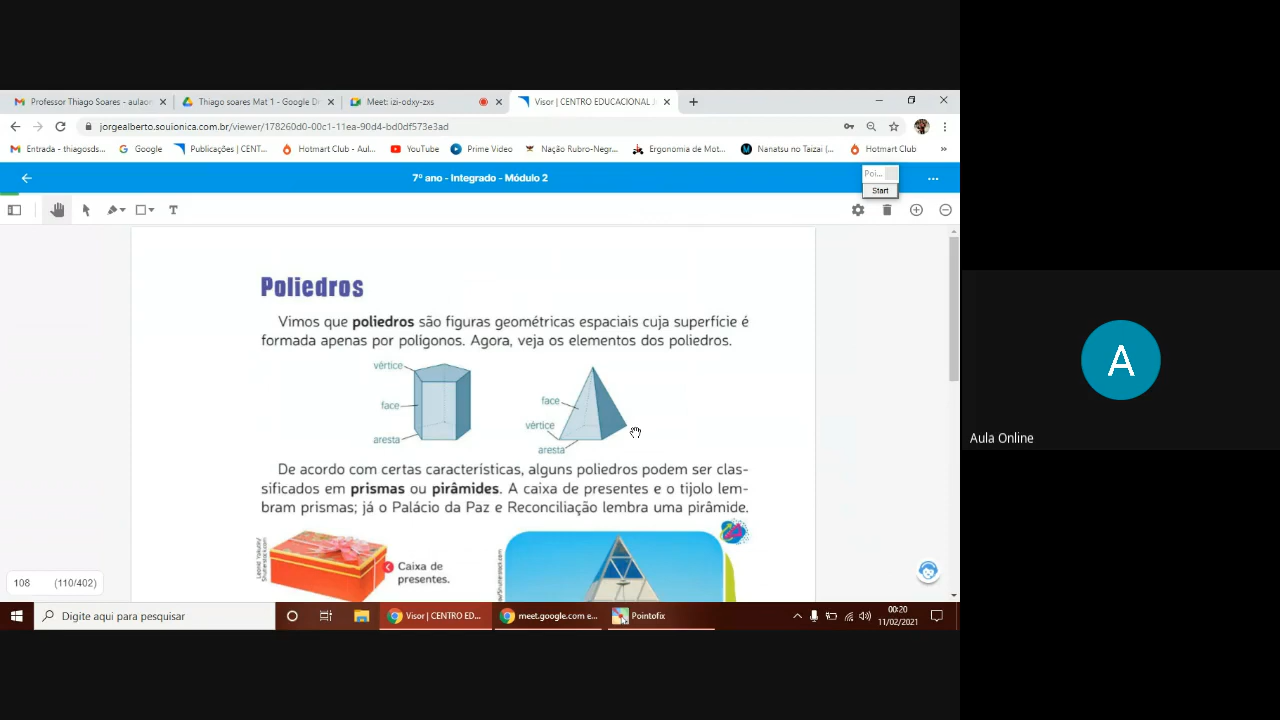 Professor Thiago Soares - aulaor
Thiago soares Mat 1 - Google D
Meet: izi-odxy-zxs
Visor | CENTRO EDUCACIONAL J
jorgealberto.souionica.com.br/viewer/178260d0-00c1-11ea-90d4-bd0df573e3ad
Entrada - thiagosds...
Google
Publicações | CENT...
Hotmart Club - Aul...
YouTube
Prime Video
Nação Rubro-Negr...
Ergonomia de Mot...
Nanatsu no Taizai |...
Hotmart Club
»
7º ano - Integrado - Módulo 2
Poi...
Start
T
Poliedros
Vimos que poliedros são figuras geométricas espaciais cuja superfície é
formada apenas por polígonos. Agora, veja os elementos dos poliedros.
vértice
face
aresta
face
vértice
aresta
De acordo com certas características, alguns poliedros podem ser clas-
sificados em prismas ou pirâmides. A caixa de presentes e o tijolo lem-
bram prismas; já o Palácio da Paz e Reconciliação lembra uma pirâmide.
Shutterstock.com
Caixa de
presentes.
108 (110/402)
A
Aula Online
Digite aqui para pesquisar
Visor | CENTRO ED...
meet.google.com e...
Pointofix
00:20
11/02/2021